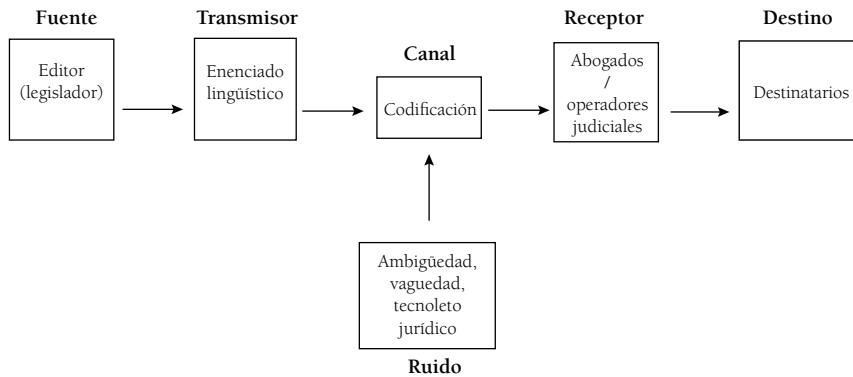 Fuente
Editor
(legislador)
Transmisor
Enenciado
lingüístico
Canal
Codificación
Receptor
Abogados
/
operadores
judiciales
Destino
Destinatarios
Ambigüedad,
vaguedad,
tecnoleto
jurídico
Ruido